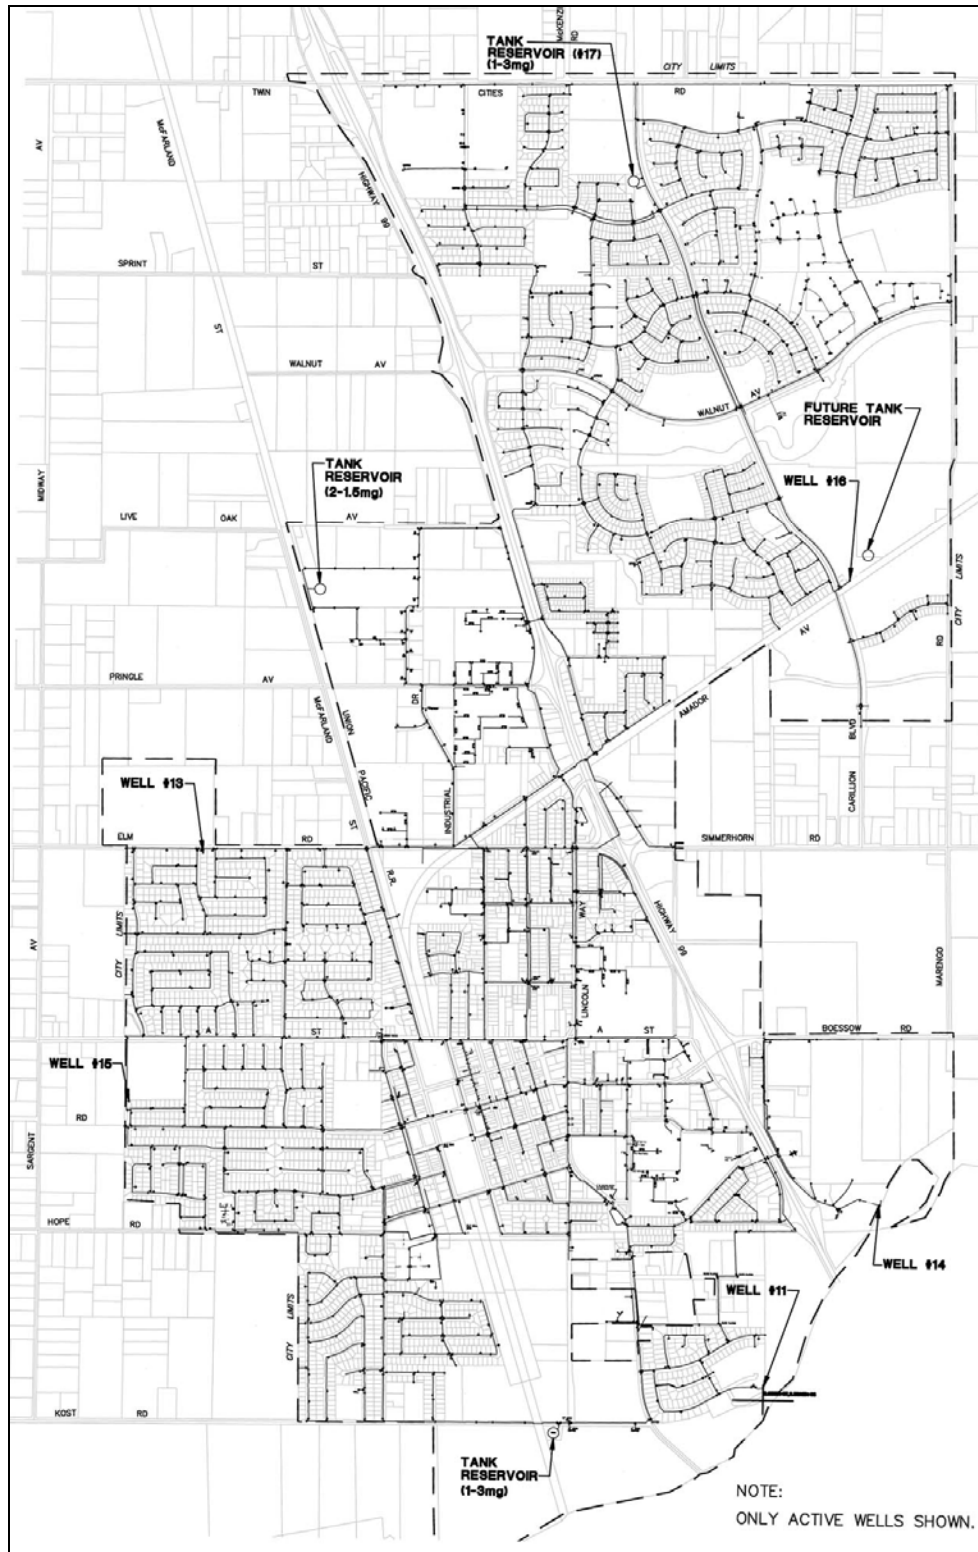 TANK
RESERVOIR (#17)
(1-3mg)
McKENZI
RD
CITY LIMITS
TWIN
CITIES
RD
AV
McFARLAND
HIGHWAY 99
SPRINT
ST
ST
WALNUT AV
WALNUT AV
FUTURE TANK
RESERVOIR
TANK
RESERVOIR
(2-1.5mg)
WELL #16
MIDWAY
LIVE OAK
AV
CITY LIMITS
RD
AV
AMADOR
PRINGLE
AV
DR
McFARLAND
UNION
PACIFIC
ST
INDUSTRIAL
BLVD
CARILLION
WELL #13
ELM
RD
SIMMERHORN RD
R.R.
WAY
HIGHWAY 99
LIMITS
CITY
AV
LINCOLN
MARENGO
A
ST
A ST
BOESSOW RD
WELL #15
RD
SARGENT
HOPE
RD
WELL #14
WELL #11
LIMITS
CITY
KOST
RD
TANK
RESERVOIR
(1-3mg)
NOTE:
ONLY ACTIVE WELLS SHOWN.